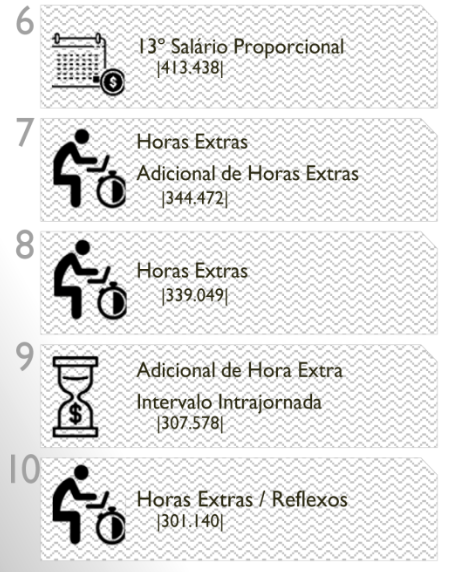 6
13º Salário Proporcional
|413.438|
7
Horas Extras
Adicional de Horas Extras
|344.472|
8
Horas Extras
|339.049|
9
Adicional de Hora Extra
Intervalo Intrajornada
|307.578|
10
Horas Extras / Reflexos
|301.140|